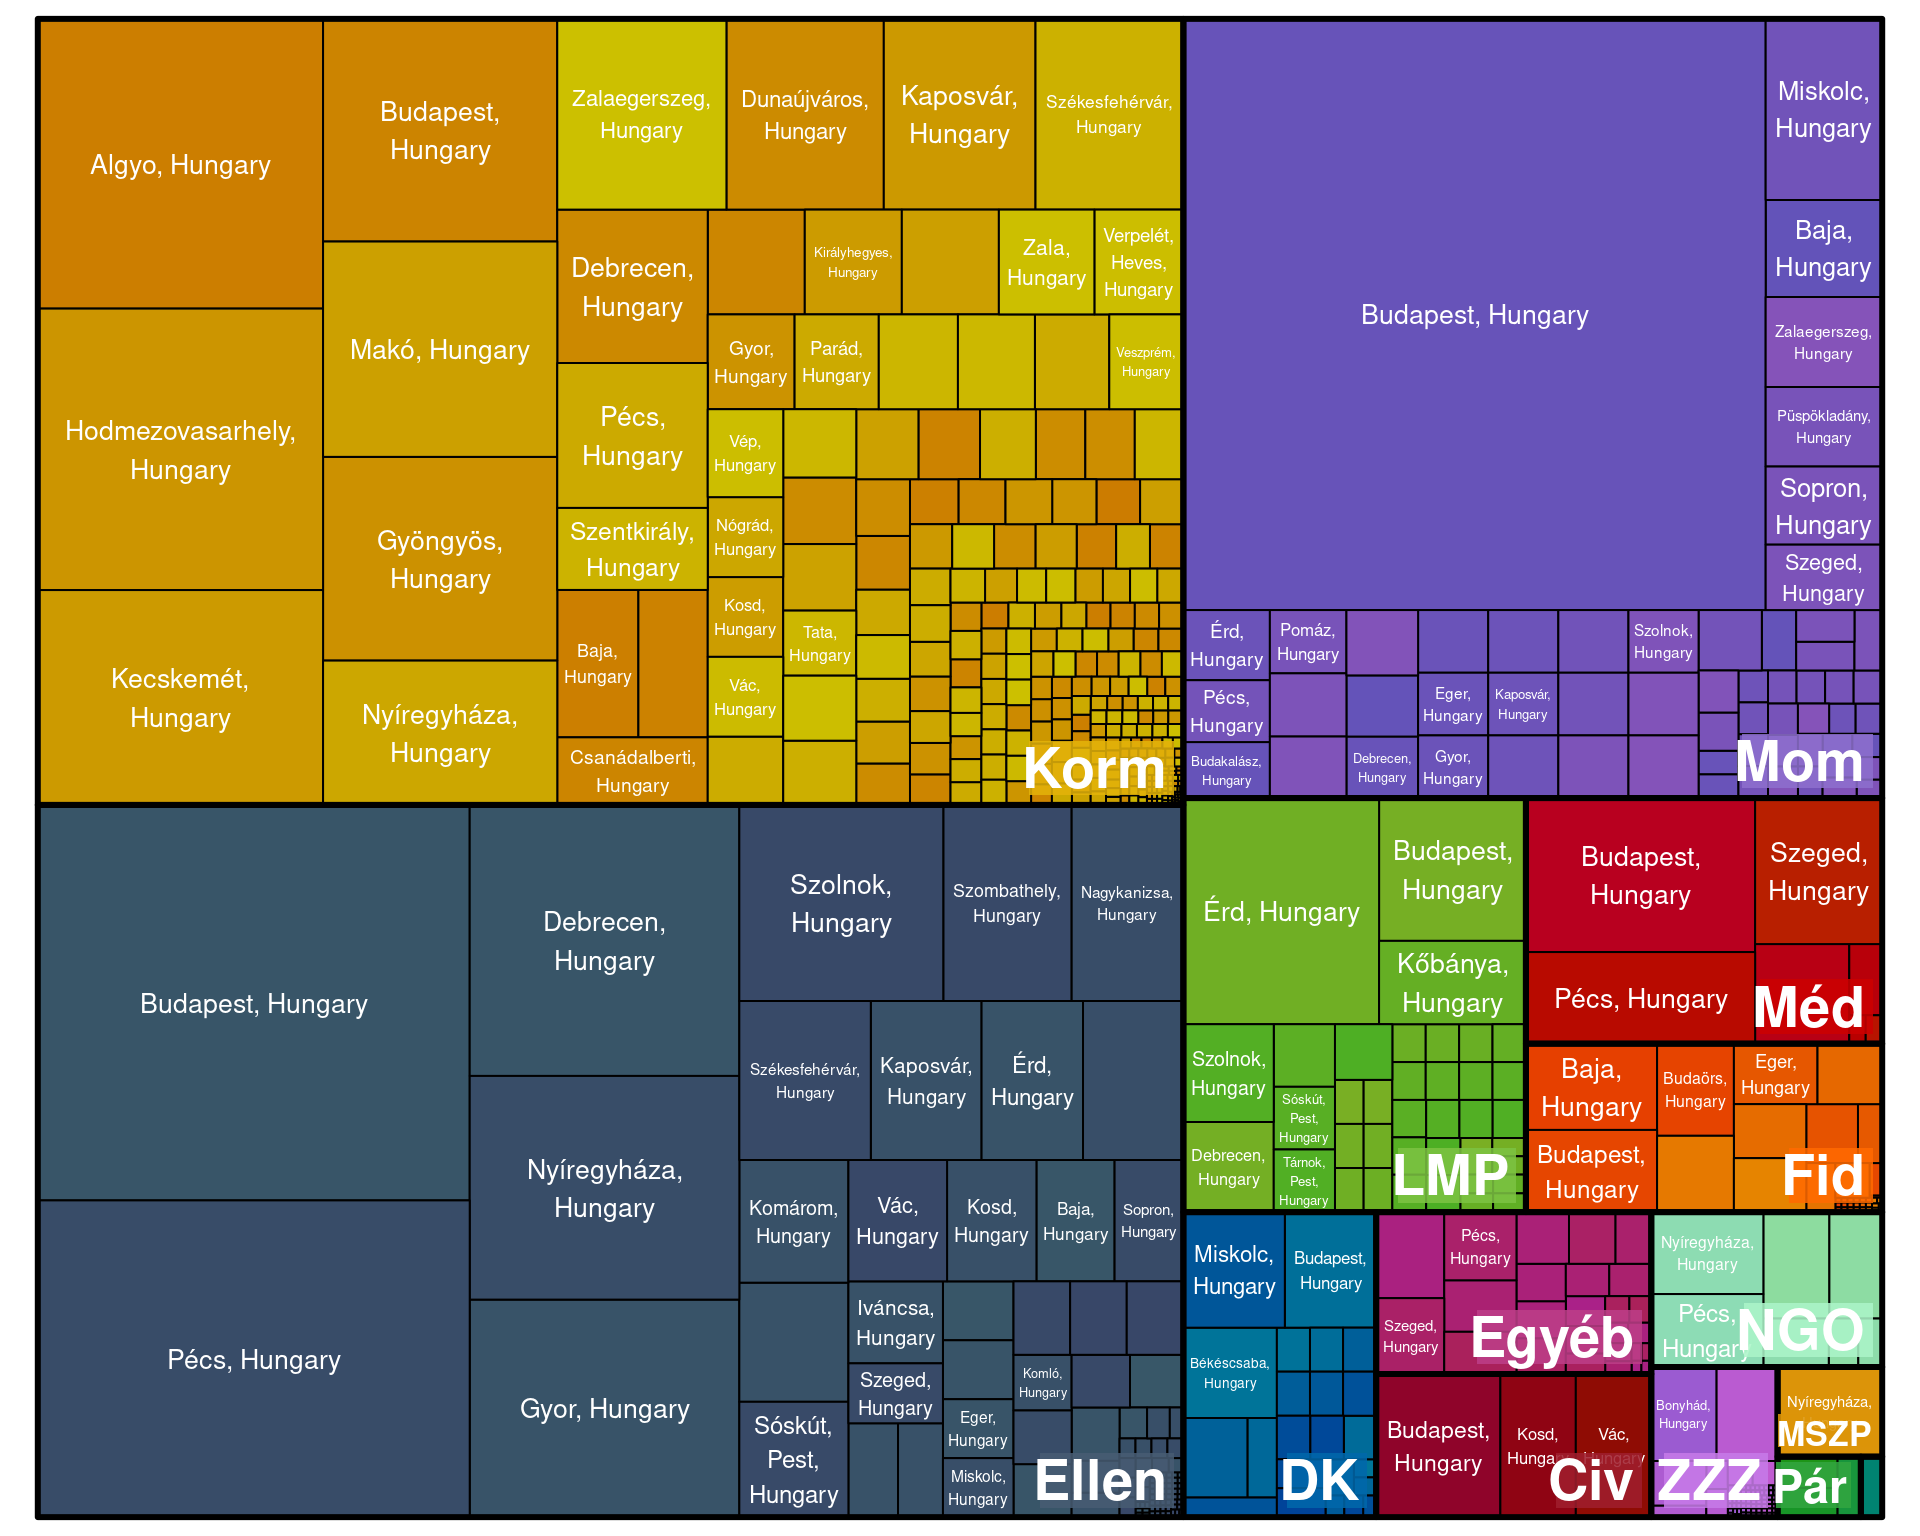 Algyo, Hungary
Hodmezovasarhely,
Hungary
Kecskemét,
Hungary
Budapest,
Hungary
Makó, Hungary
Gyöngyös,
Hungary
Nyíregyháza,
Hungary
Zalaegerszeg,
Hungary
Dunaújváros,
Hungary
Kaposvár,
Hungary
Székesfehérvár,
Hungary
Debrecen,
Hungary
Pécs,
Hungary
Szentkirály,
Hungary
Baja,
Hungary
Csanádalberti,
Hungary
Királyhegyes,
Hungary
Zala,
Hungary
Verpelét,
Heves,
Hungary
Gyor,
Hungary
Parád,
Hungary
Veszprém,
Hungary
Vép,
Hungary
Nógrád,
Hungary
Kosd,
Hungary
Vác,
Hungary
Tata,
Hungary
Korm
Budapest, Hungary
Miskolc,
Hungary
Baja,
Hungary
Zalaegerszeg,
Hungary
Püspökladány,
Hungary
Sopron,
Hungary
Szeged,
Hungary
Érd,
Hungary
Pécs,
Hungary
Budakalász,
Hungary
Pomáz,
Hungary
Debrecen,
Hungary
Eger,
Hungary
Gyor,
Hungary
Kaposvár,
Hungary
Szolnok,
Hungary
Mom
Budapest, Hungary
Pécs, Hungary
Debrecen,
Hungary
Nyíregyháza,
Hungary
Gyor, Hungary
Szolnok,
Hungary
Szombathely,
Hungary
Nagykanizsa,
Hungary
Székesfehérvár,
Hungary
Kaposvár,
Hungary
Érd,
Hungary
Komárom,
Hungary
Vác,
Hungary
Kosd,
Hungary
Baja,
Hungary
Sopron,
Hungary
Sóskút,
Pest,
Hungary
Iváncsa,
Hungary
Szeged,
Hungary
Eger,
Hungary
Miskolc,
Hungary
Komló,
Hungary
Ellen
Érd, Hungary
Budapest,
Hungary
Kőbánya,
Hungary
Szolnok,
Hungary
Debrecen,
Hungary
Sóskút,
Pest,
Hungary
Tárnok,
Pest,
Hungary
LMP
Budapest,
Hungary
Pécs, Hungary
Szeged,
Hungary
Méd
Baja,
Hungary
Budapest,
Hungary
Budaörs,
Hungary
Eger,
Hungary
Fid
Miskolc,
Hungary
Budapest,
Hungary
Békéscsaba,
Hungary
DK
Pécs,
Hungary
Szeged,
Hungary
Egyéb
Nyíregyháza,
Hungary
Pécs,
Hungary
NGO
Budapest,
Hungary
Kosd,
Hungary
Vác,
Hungary
Civ
Bonyhád,
Hungary
ZZZ
Nyíregyháza,
MSZP
Pár